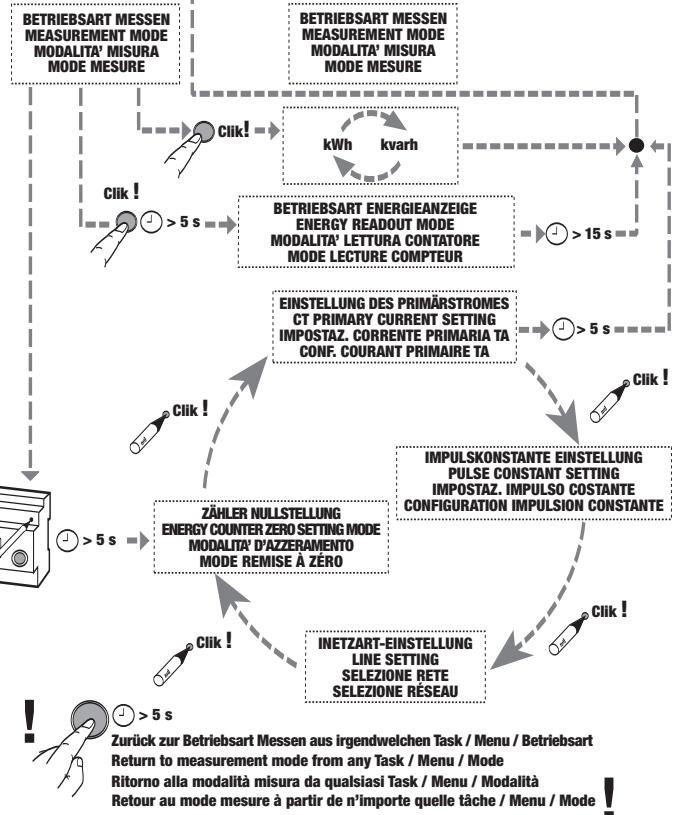 BETRIEBSART MESSEN
MEASUREMENT MODE
MODALITA' MISURA
MODE MESURE
BETRIEBSART MESSEN
MEASUREMENT MODE
MODALITA' MISURA
MODE MESURE
Clik!
kWh kvarh
Clik !
> 5 s
BETRIEBSART ENERGIEANZEIGE
ENERGY READOUT MODE
MODALITA' LETTURA CONTATORE
MODE LECTURE COMPTEUR
> 15 s
EINSTELLUNG DES PRIMÄRSTROMES
CT PRIMARY CURRENT SETTING
IMPOSTAZ. CORRENTE PRIMARIA TA
CONF. COURANT PRIMAIRE TA
> 5 s
Clik !
Clik !
IMPULSKONSTANTE EINSTELLUNG
PULSE CONSTANT SETTING
IMPOSTAZ. IMPULSO COSTANTE
CONFIGURATION IMPULSION CONSTANTE
ZÄHLER NULLSTELLUNG
ENERGY COUNTER ZERO SETTING MODE
MODALITA' D'AZZERAMENTO
MODE REMISE À ZÉRO
> 5 s
Clik !
Clik !
INETZART-EINSTELLUNG
LINE SETTING
SELEZIONE RETE
SELEZIONE RÉSEAU
!
> 5 s
Zurück zur Betriebsart Messen aus irgendwelchen Task / Menu / Betriebsart
Return to measurement mode from any Task / Menu / Mode
Ritorno alla modalità misura da qualsiasi Task / Menu / Modalità
Retour au mode mesure à partir de n'importe quelle tâche / Menu / Mode !